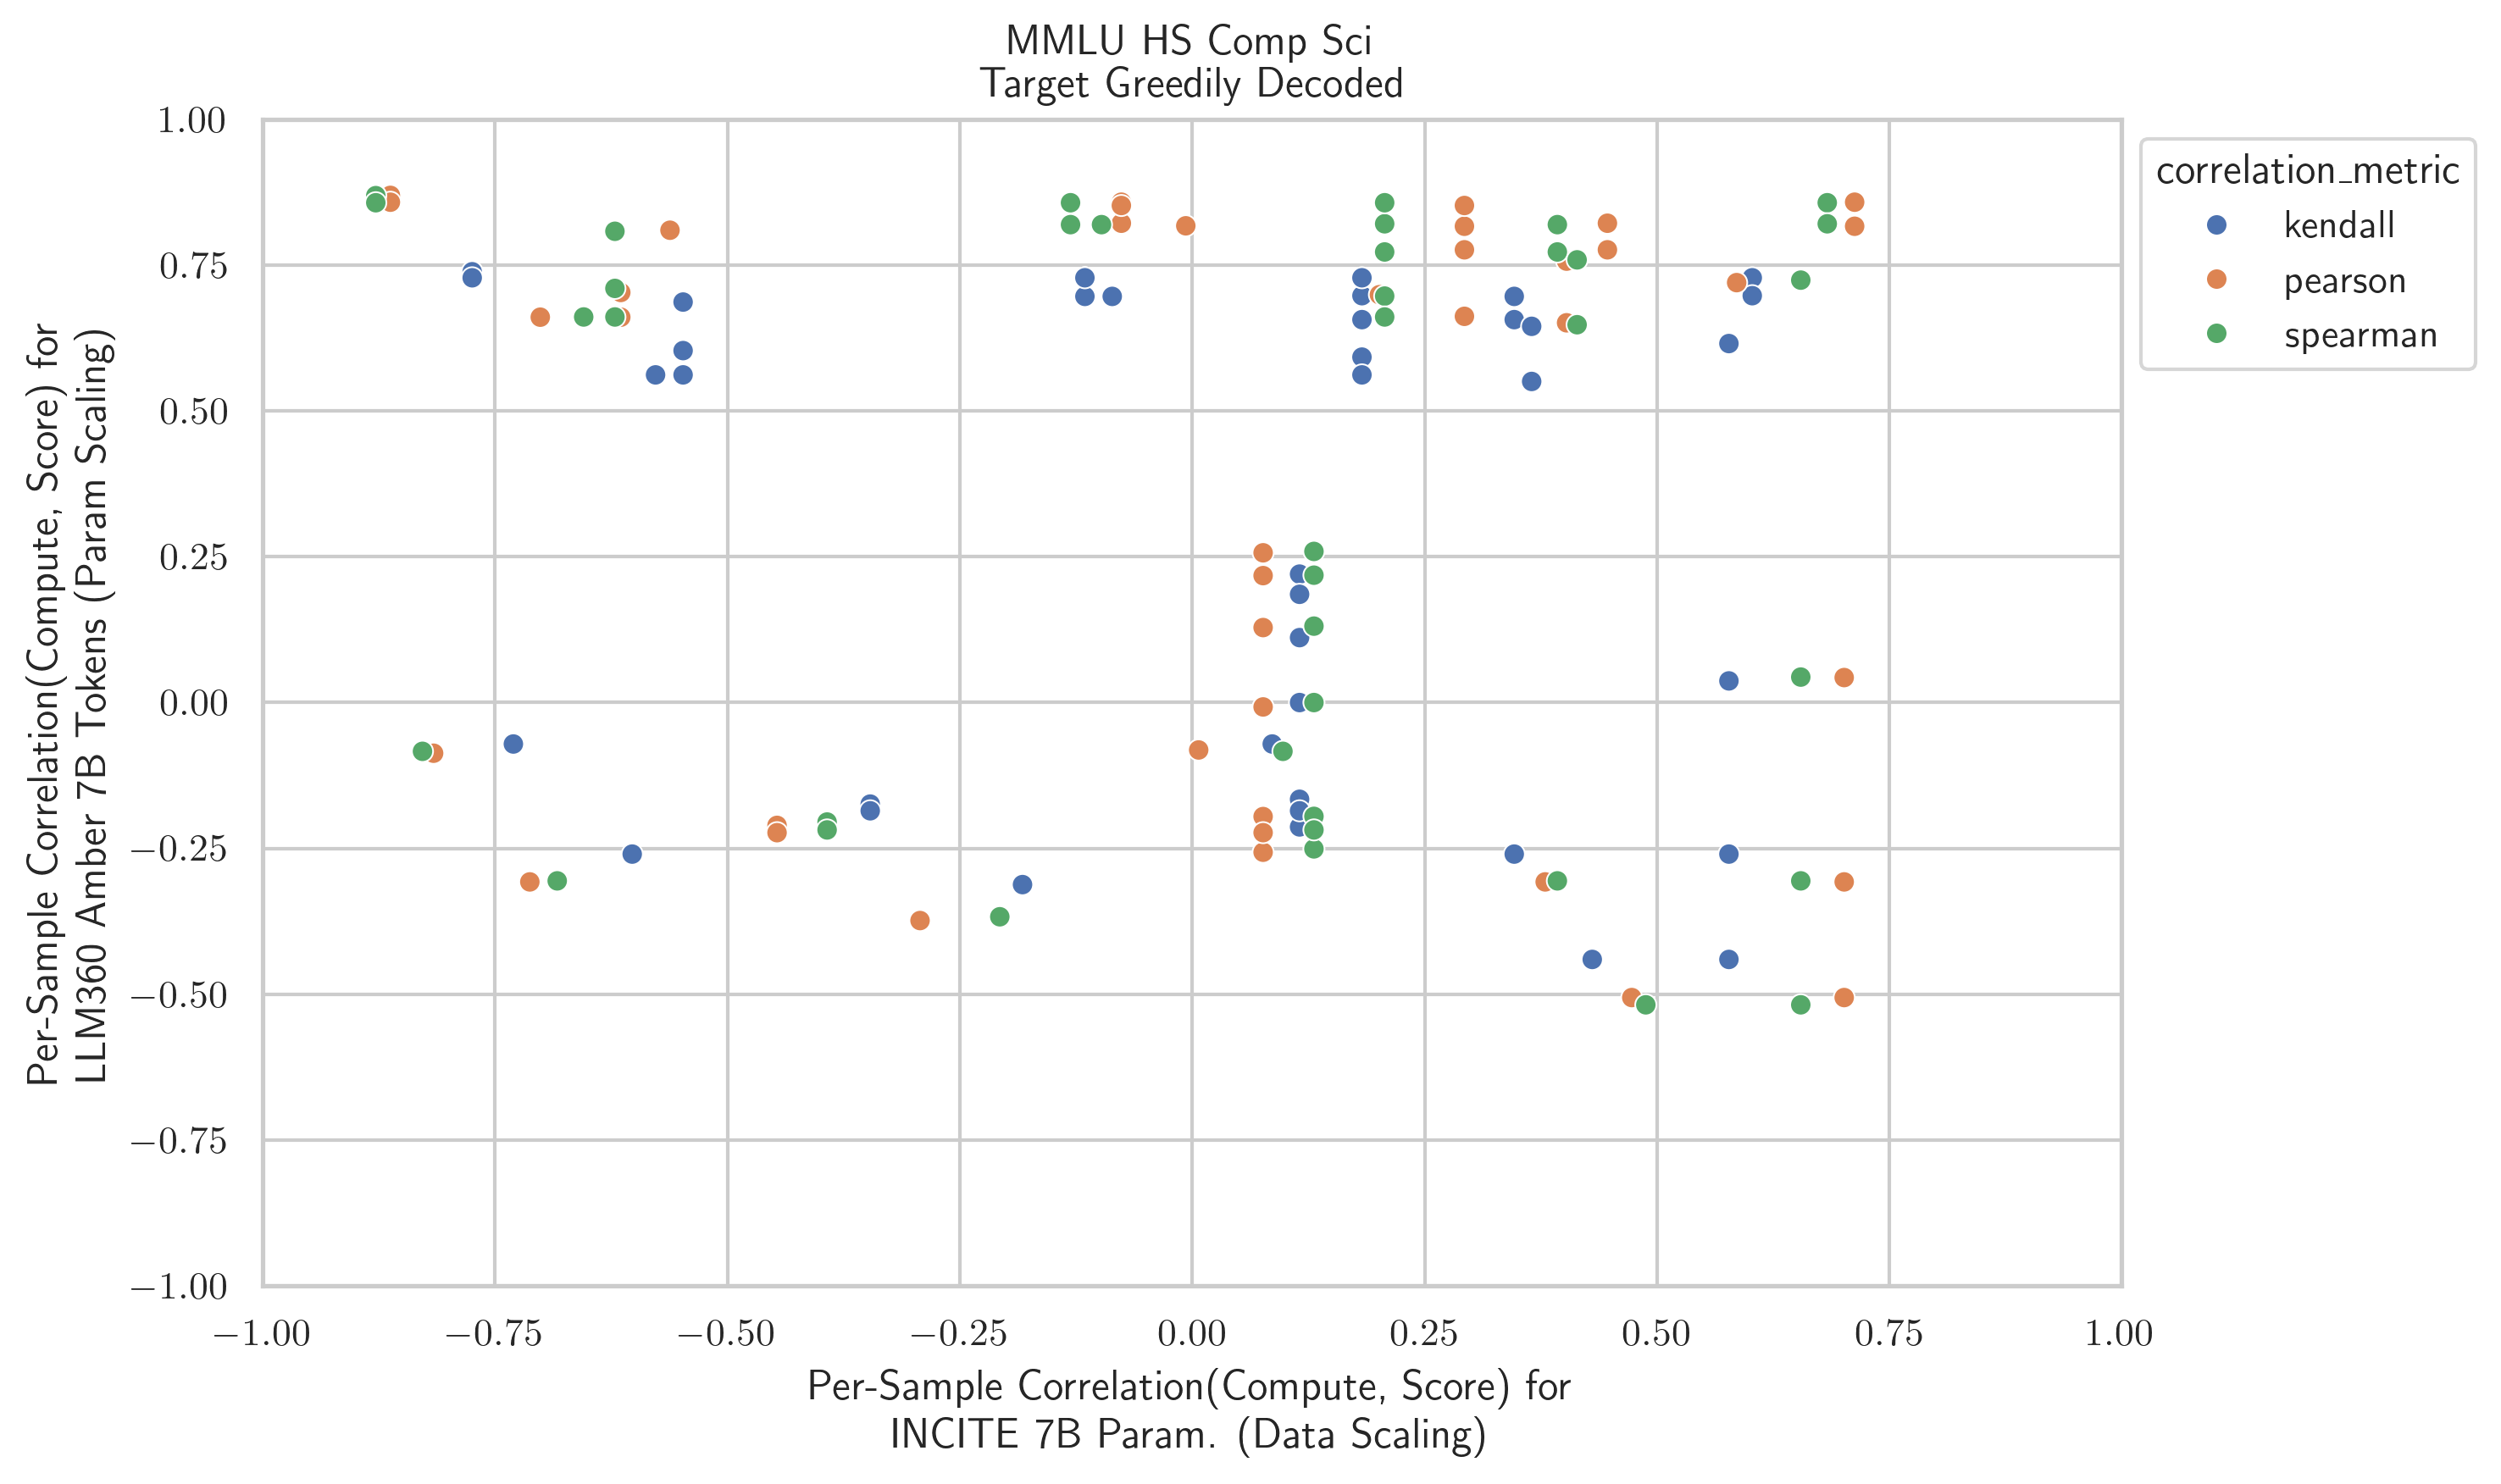 MMLU HS Comp Sci
Target Greedily Decoded
1.00
0.75
0.50
0.25
0.00
−0.25
−0.50
−0.75
−1.00
Per-Sample Correlation(Compute, Score) for
LLM360 Amber 7B Tokens (Param Scaling)
correlation_metric
kendall
pearson
spearman
−1.00 −0.75 −0.50 −0.25 0.00 0.25 0.50 0.75 1.00
Per-Sample Correlation(Compute, Score) for
INCITE 7B Param. (Data Scaling)